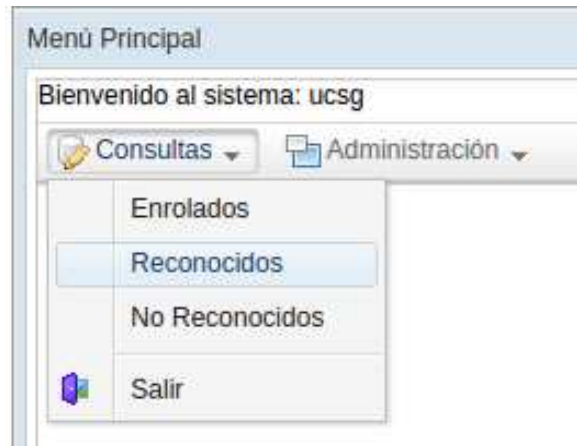 Menú Principal
Bienvenido al sistema: ucsg
Consultas Administración
Enrolados
Reconocidos
No Reconocidos
Salir